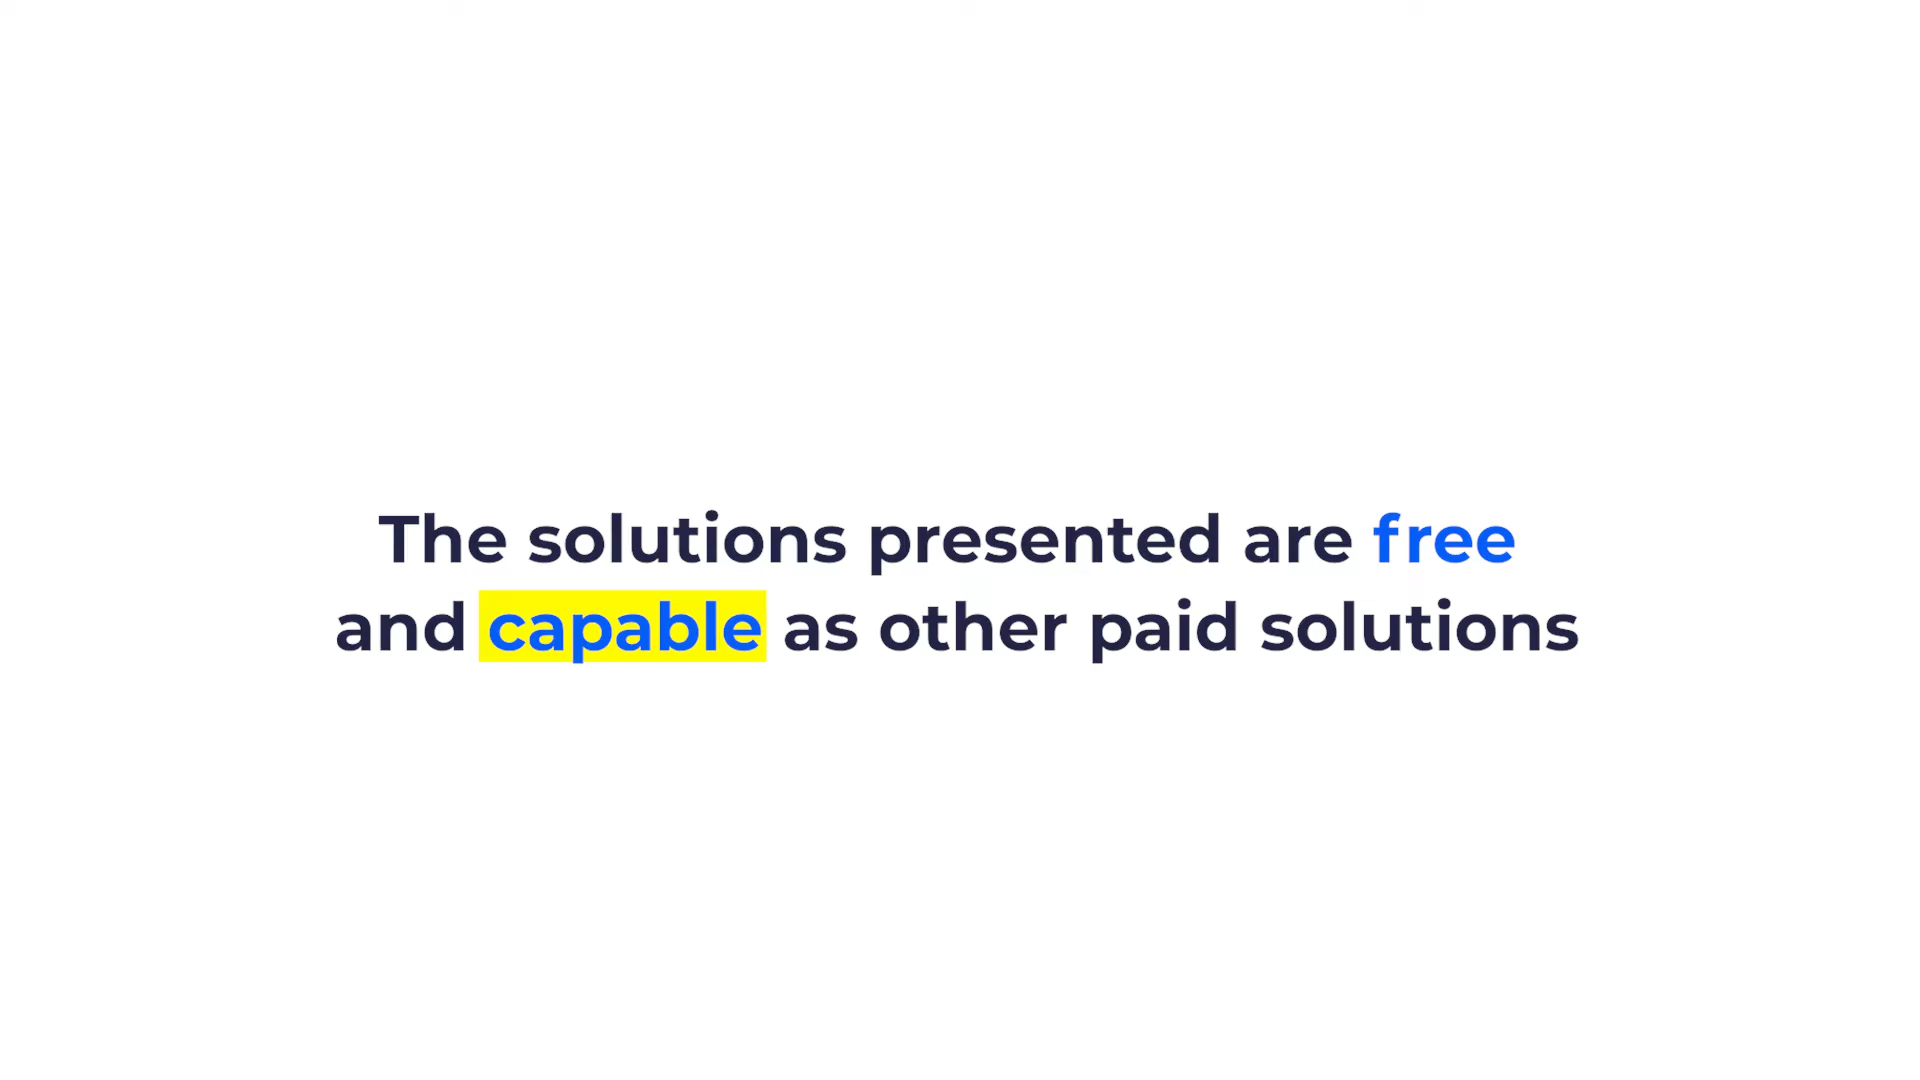 The solutions presented are free
and capable as other paid solutions